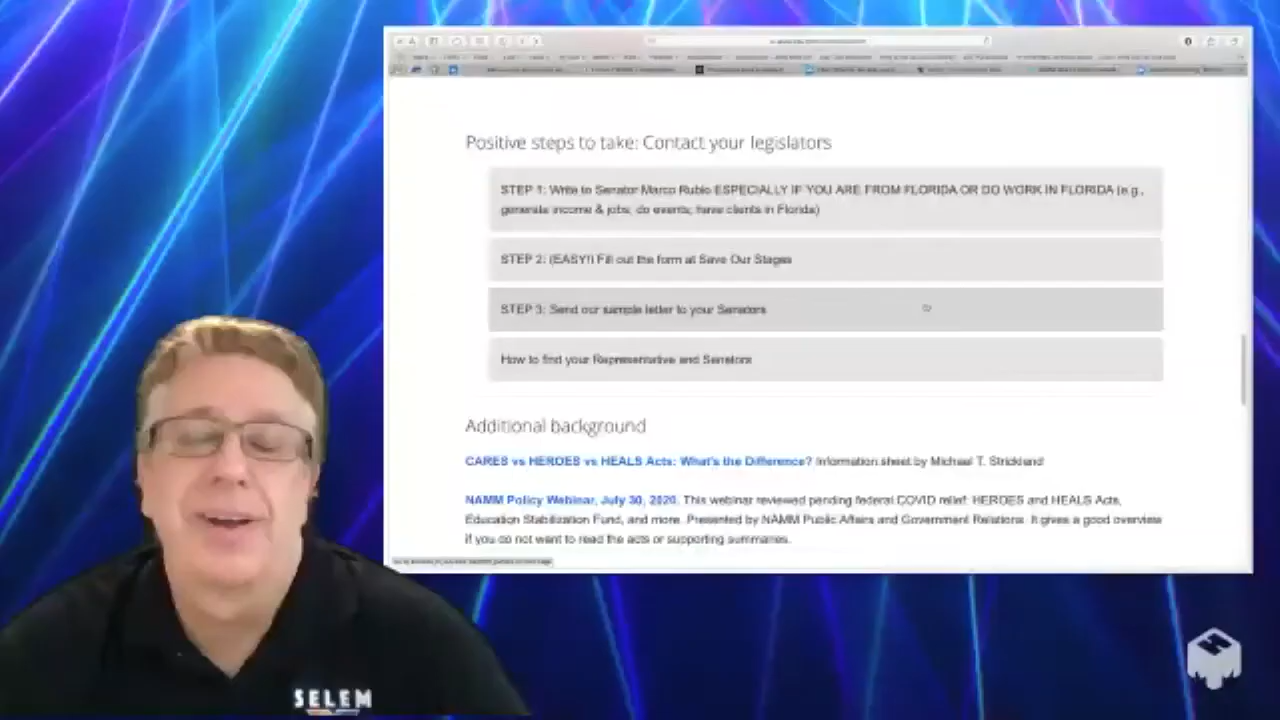 Positive steps to take: Contact your legislators
STEP 1: Write to Senator Marco Rubio ESPECIALLY IF YOU ARE FROM FLORIDA OR DO WORK IN FLORIDA (e.g.,
generate income & jobs; do events; have clients in Florida)
STEP 2: (EASY!) Fill out the form at Save Our Stages
STEP 3: Send our sample letter to your Senators
How to find your Representative and Senators
Additional background
CARES vs HEROES vs HEALS Acts: What's the Difference? Information sheet by Michael T. Strickland
NAMM Policy Webinar, July 30, 2020. This webinar reviewed pending federal COVID relief: HEROES and HEALS Acts,
Education Stabilization Fund, and more. Presented by NAMM Public Affairs and Government Relations. It gives a good overview
if you do not want to read the acts or supporting summaries.
SELEM